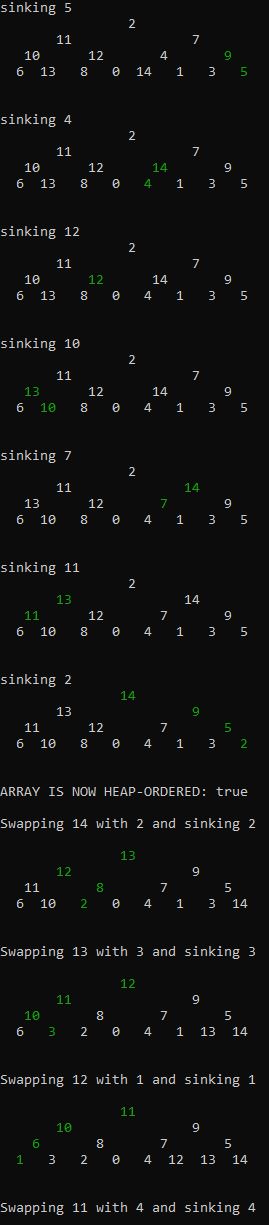 sinking 5
2
11 7
10 12 4 9
6 13 8 0 14 1 3 5
sinking 4
2
11 7
10 12 14 9
6 13 8 0 4 1 3 5
sinking 12
2
11 7
10 12 14 9
6 13 8 0 4 1 3 5
sinking 10
2
11 7
13 12 14 9
6 10 8 0 4 1 3 5
sinking 7
2
11 14
13 12 7 9
6 10 8 0 4 1 3 5
sinking 11
2
13 14
11 12 7 9
6 10 8 0 4 1 3 5
sinking 2
14
13 9
11 12 7 5
6 10 8 0 4 1 3 2
ARRAY IS NOW HEAP-ORDERED: true
Swapping 14 with 2 and sinking 2
13
12 9
11 8 7 5
6 10 2 0 4 1 3 14
Swapping 13 with 3 and sinking 3
12
11 9
10 8 7 5
6 3 2 0 4 1 13 14
Swapping 12 with 1 and sinking 1
11
10 9
6 8 7 5
1 3 2 0 4 12 13 14
Swapping 11 with 4 and sinking 4